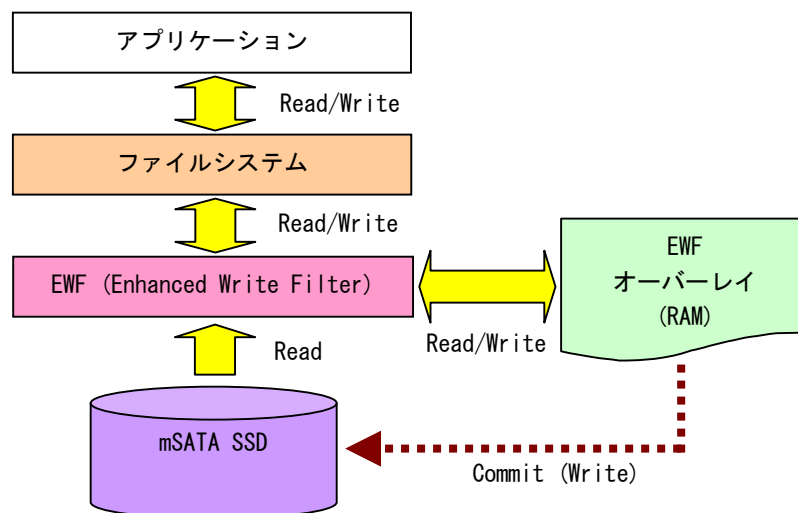 アプリケーション
Read/Write
ファイルシステム
Read/Write
EWF (Enhanced Write Filter)
EWF
オーバーレイ
(RAM)
Read/Write
Read
mSATA SSD
Commit (Write)